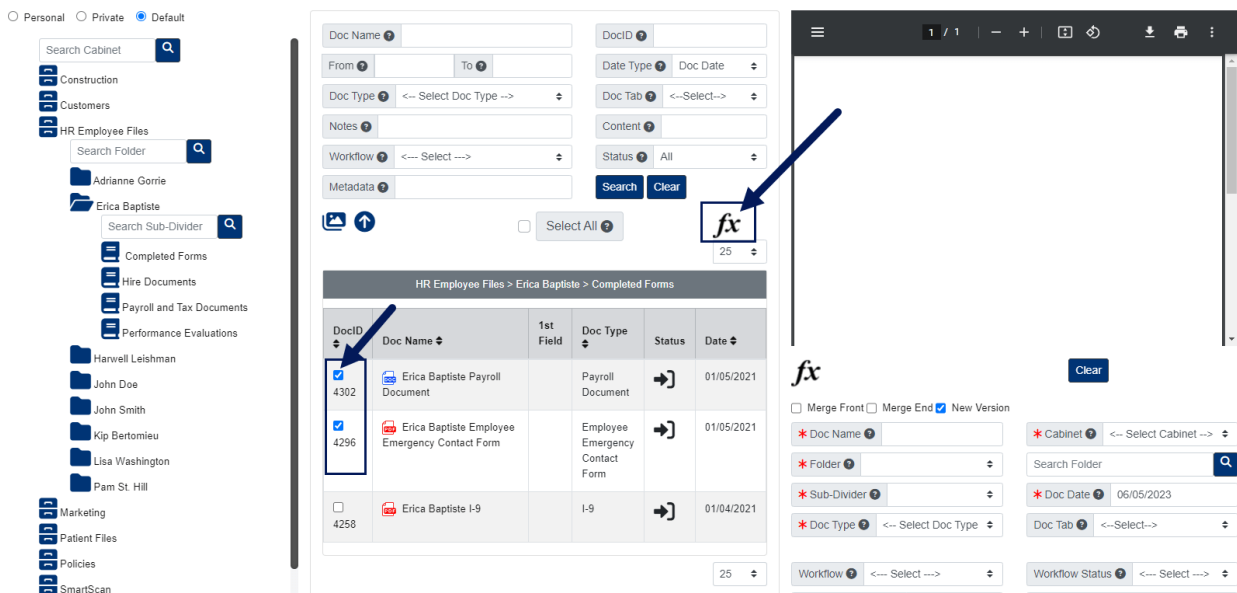 Personal Private Default
Search Cabinet
Construction
Customers
HR Employee Files
Search Folder
Adrianne Gorrie
Erica Baptiste
Search Sub-Divider
Completed Forms
Hire Documents
Payroll and Tax Documents
Performance Evaluations
Harwell Leishman
John Doe
John Smith
Kip Bertomieu
Lisa Washington
Pam St. Hill
Marketing
Patient Files
Policies
SmartScan
Doc Name DocID
From To Date Type Doc Date
Doc Type <-- Select Doc Type --> Doc Tab <--Select-->
Notes Content
Workflow <--- Select ---> Status All
Metadata Search Clear
Select All fx
25
HR Employee Files > Erica Baptiste > Completed Forms
DocID Doc Name 1st Field Doc Type Status Date
4302 Erica Baptiste Payroll Document Payroll Document 01/05/2021
4296 Erica Baptiste Employee Emergency Contact Form Employee Emergency Contact Form 01/05/2021
4258 Erica Baptiste I-9 I-9 01/04/2021
25
1 / 1
fx Clear
Merge Front Merge End New Version
* Doc Name * Cabinet <-- Select Cabinet -->
* Folder Search Folder
* Sub-Divider * Doc Date 06/05/2023
* Doc Type <-- Select Doc Type Doc Tab <--Select-->
Workflow <--- Select ---> Workflow Status <--- Select --->